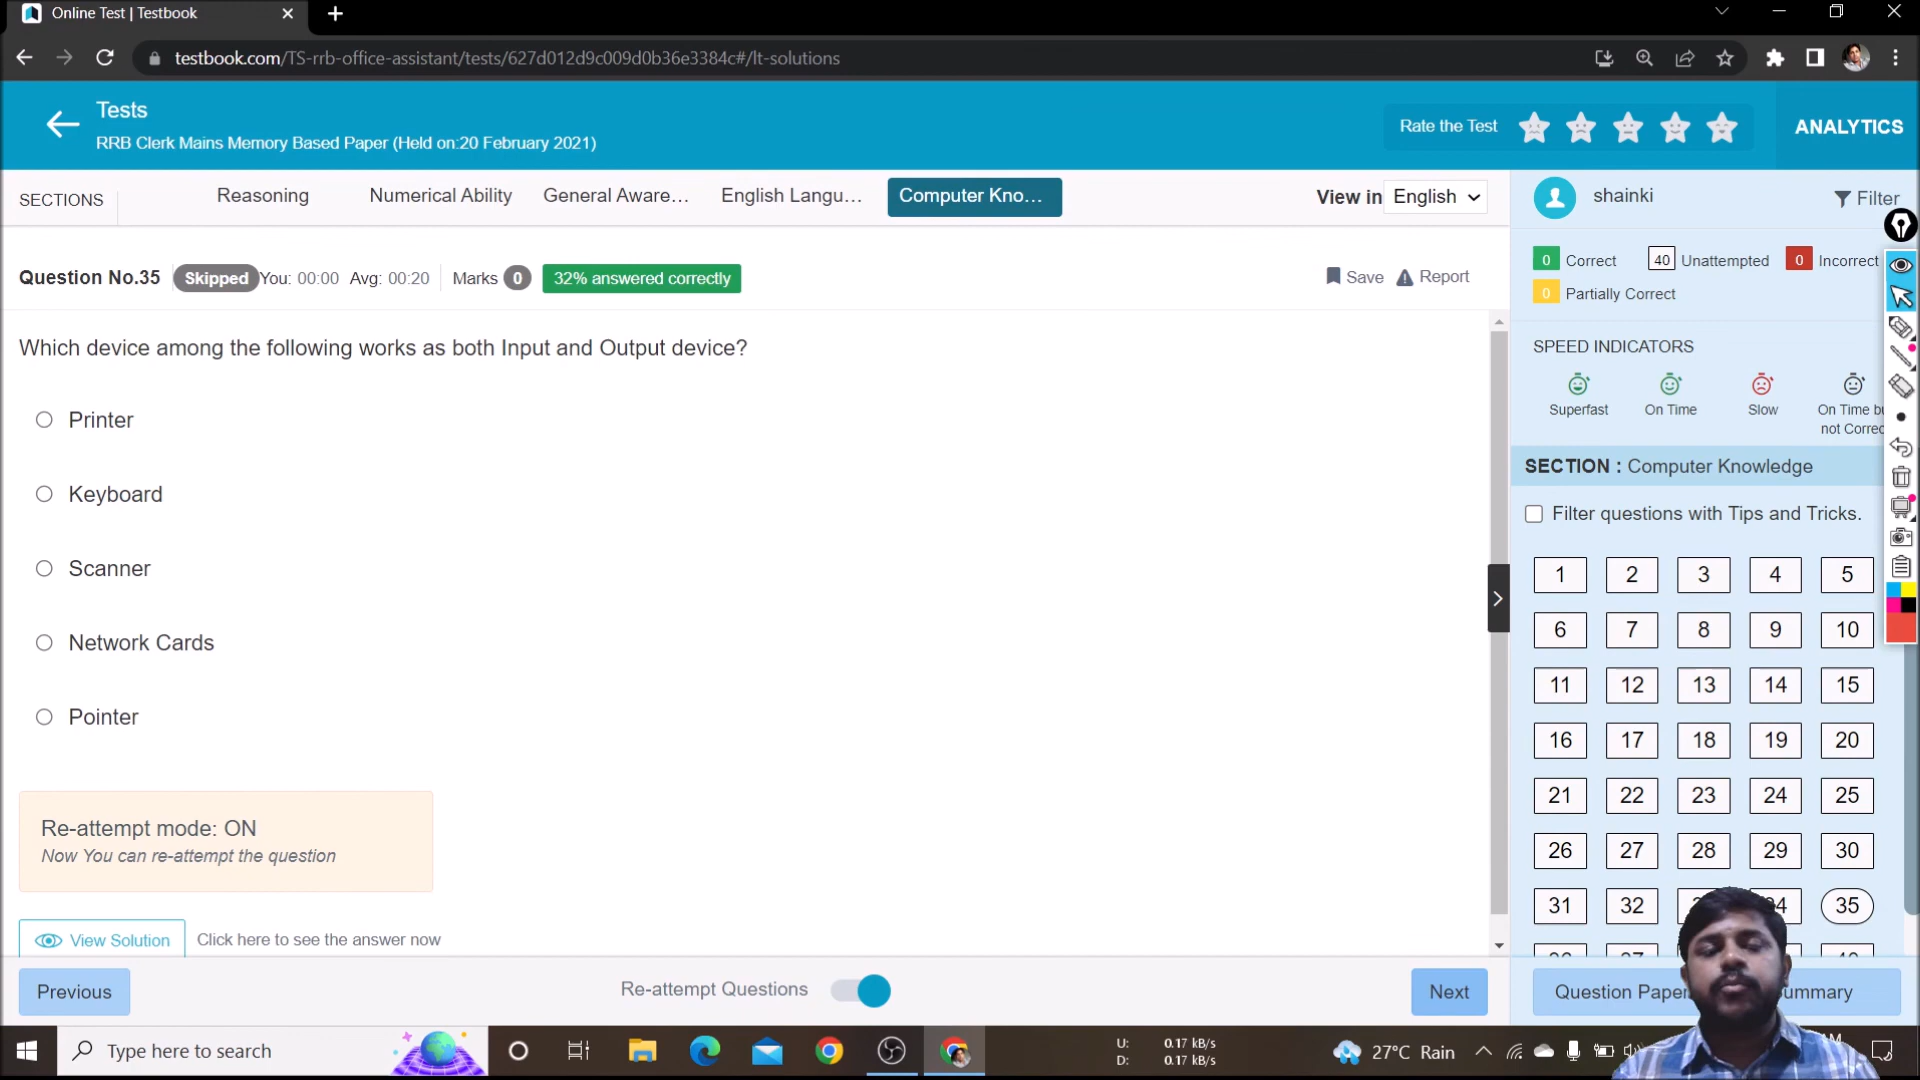 Online Test | Testbook
testbook.com/TS-rrb-office-assistant/tests/627d012d9c009d0b36e3384c#/lt-solutions
Tests
RRB Clerk Mains Memory Based Paper (Held on:20 February 2021)
Rate the Test
ANALYTICS
SECTIONS
Reasoning
Numerical Ability
General Aware...
English Langu...
Computer Kno...
View in English
shainki
Filter
Question No.35 Skipped You: 00:00 Avg: 00:20 Marks 0 32% answered correctly
Save Report
0 Correct 40 Unattempted 0 Incorrect
0 Partially Correct
Which device among the following works as both Input and Output device?
Printer
Keyboard
Scanner
Network Cards
Pointer
SPEED INDICATORS
Superfast On Time Slow On Time
not Correc
SECTION : Computer Knowledge
Filter questions with Tips and Tricks.
1 2 3 4 5
6 7 8 9 10
11 12 13 14 15
16 17 18 19 20
21 22 23 24 25
26 27 28 29 30
31 32 35
Re-attempt mode: ON
Now You can re-attempt the question
View Solution Click here to see the answer now
Previous
Re-attempt Questions
Next
Question Paper
Type here to search
U: 0.17 kB/s
D: 0.17 kB/s
27°C Rain